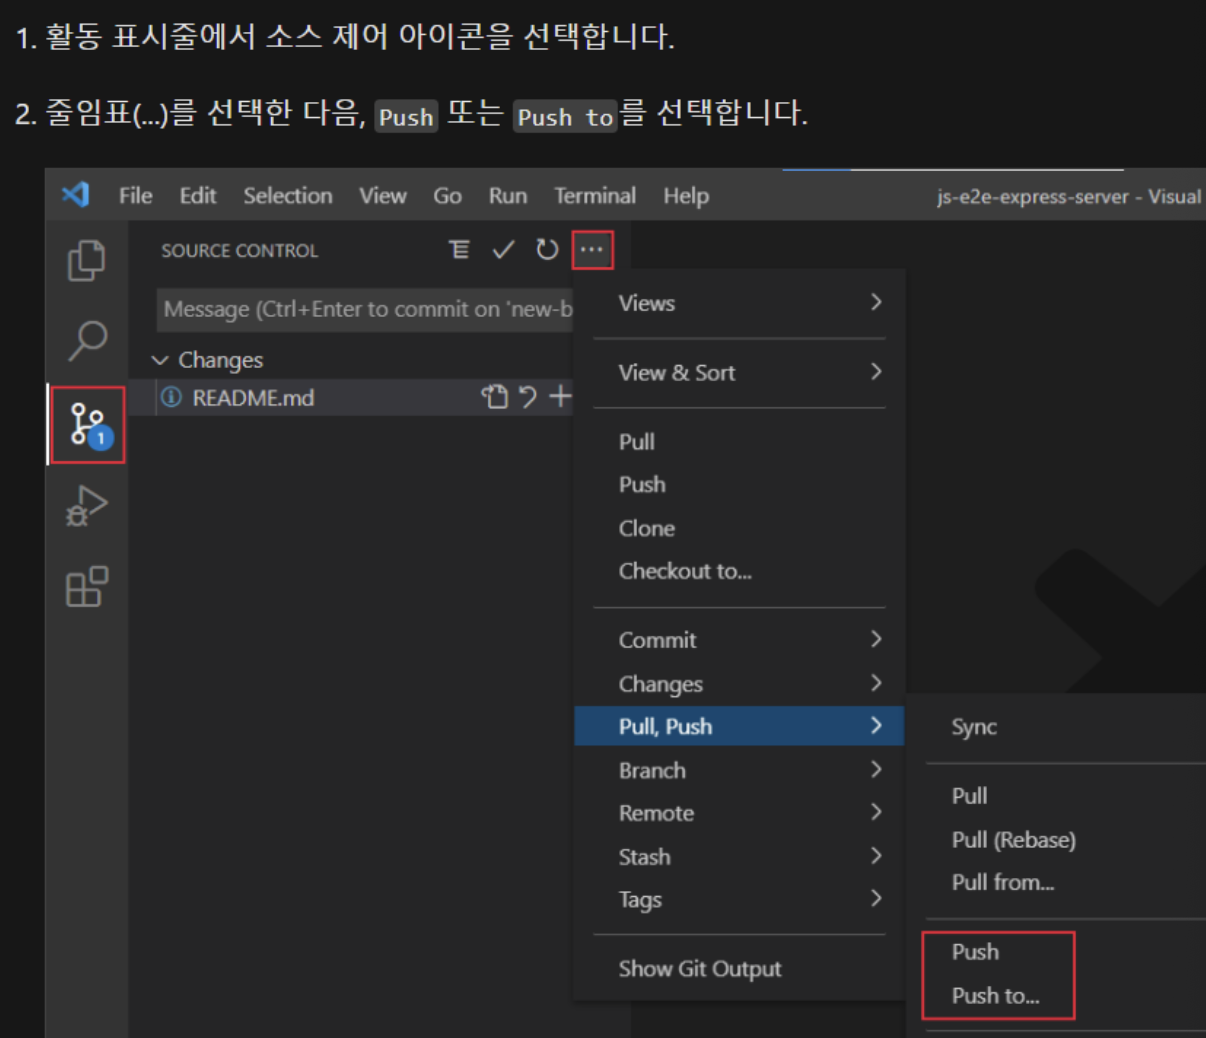 1. 활동 표시줄에서 소스 제어 아이콘을 선택합니다.
2. 줄임표(...)를 선택한 다음, Push 또는 Push to를 선택합니다.
File Edit Selection View Go Run Terminal Help js-e2e-express-server - Visual
SOURCE CONTROL
Message (Ctrl+Enter to commit on 'new-b
Changes
README.md
1
Views
View & Sort
Pull
Push
Clone
Checkout to...
Commit
Changes
Pull, Push
Branch
Remote
Stash
Tags
Show Git Output
Sync
Pull
Pull (Rebase)
Pull from...
Push
Push to...